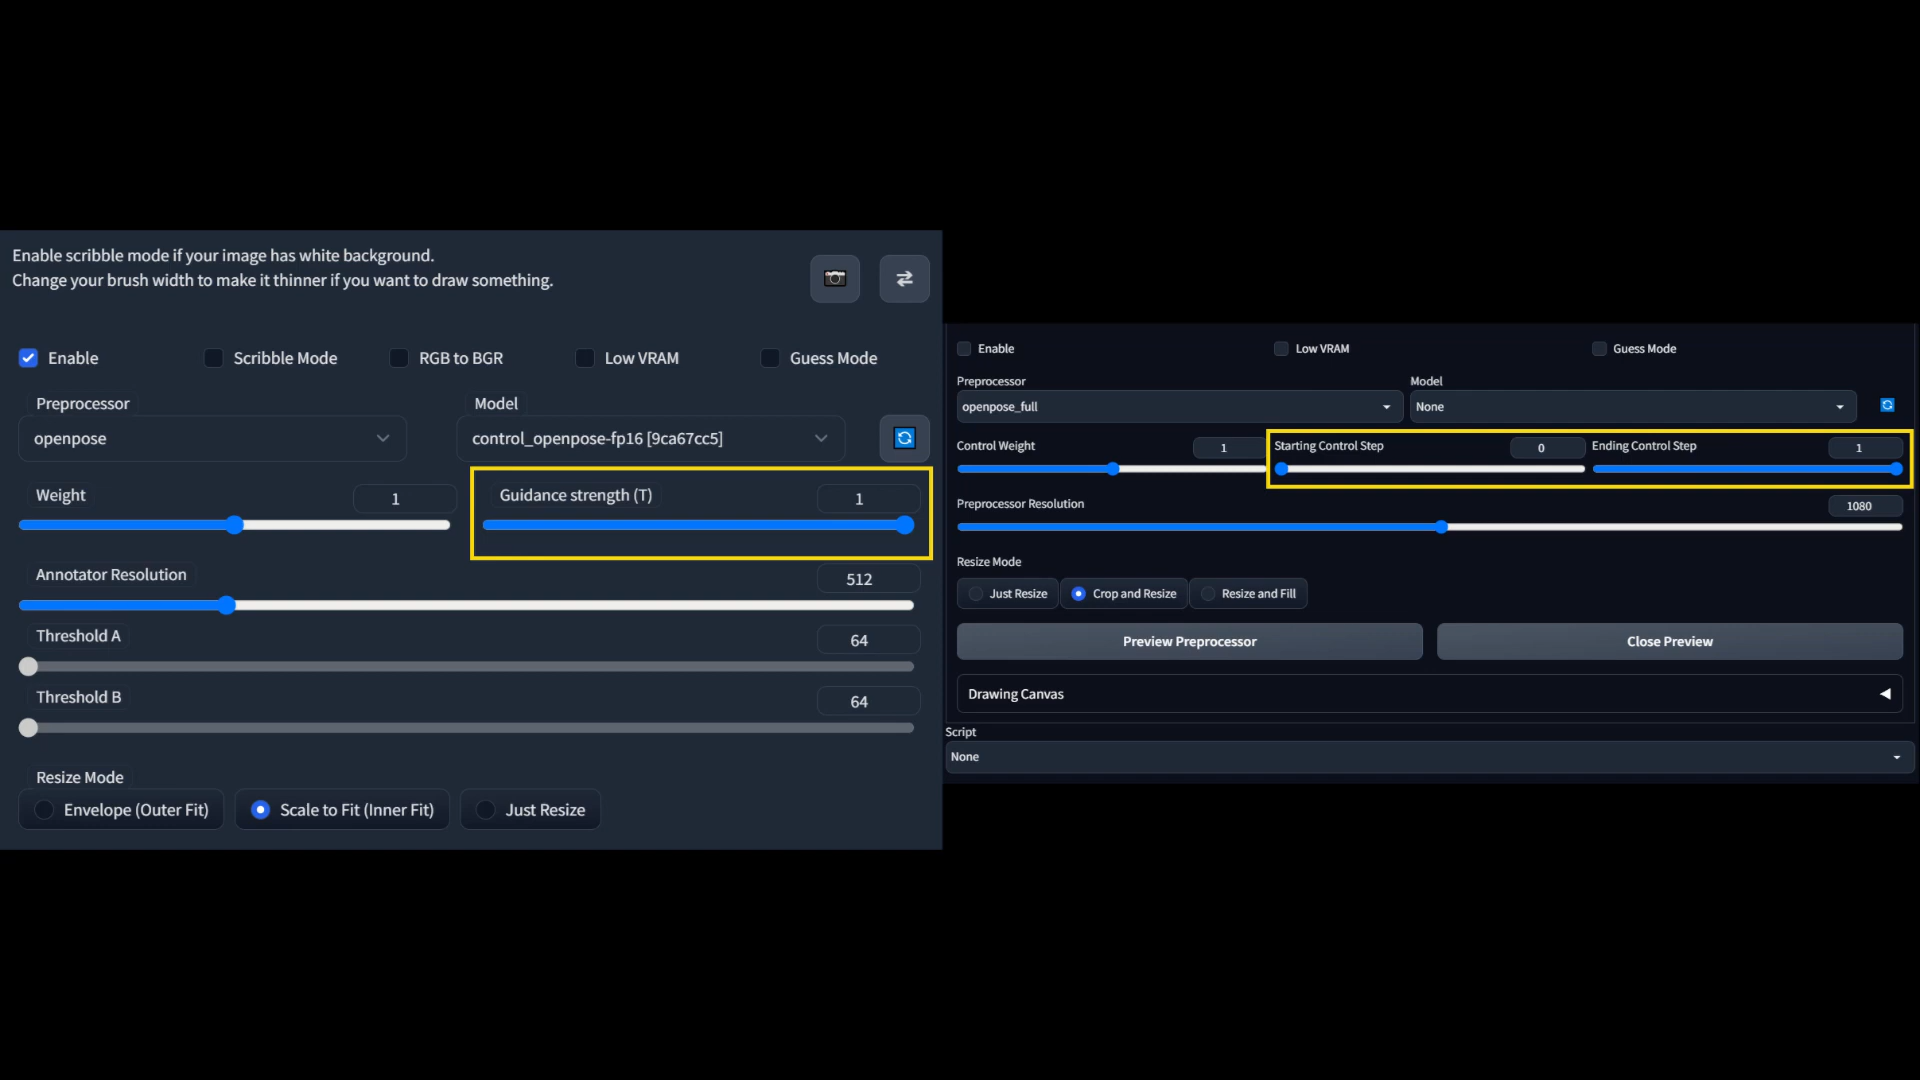 Enable scribble mode if your image has white background.
Change your brush width to make it thinner if you want to draw something.
Enable
Scribble Mode
RGB to BGR
Low VRAM
Guess Mode
Preprocessor
Model
openpose
control_openpose-fp16 [9ca67cc5]
Weight
1
Guidance strength (T)
1
Annotator Resolution
512
Threshold A
64
Threshold B
64
Resize Mode
Envelope (Outer Fit)
Scale to Fit (Inner Fit)
Just Resize
Enable
Low VRAM
Guess Mode
Preprocessor
Model
openpose_full
None
Control Weight
1
Starting Control Step
0
Ending Control Step
1
Preprocessor Resolution
1080
Resize Mode
Just Resize
Crop and Resize
Resize and Fill
Preview Preprocessor
Close Preview
Drawing Canvas
Script
None